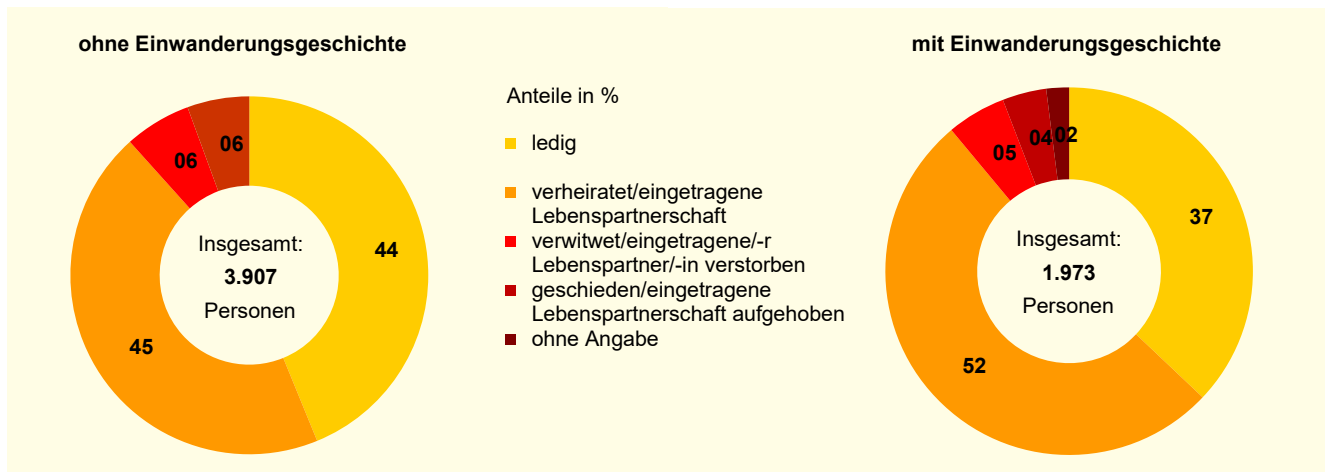 ohne Einwanderungsgeschichte
06
06
44
45
Insgesamt:
3.907
Personen
Anteile in %
ledig
verheiratet/eingetragene
Lebenspartnerschaft
verwitwet/eingetragene/-r
Lebenspartner/-in verstorben
geschieden/eingetragene
Lebenspartnerschaft aufgehoben
ohne Angabe
mit Einwanderungsgeschichte
05
04
02
37
52
Insgesamt:
1.973
Personen